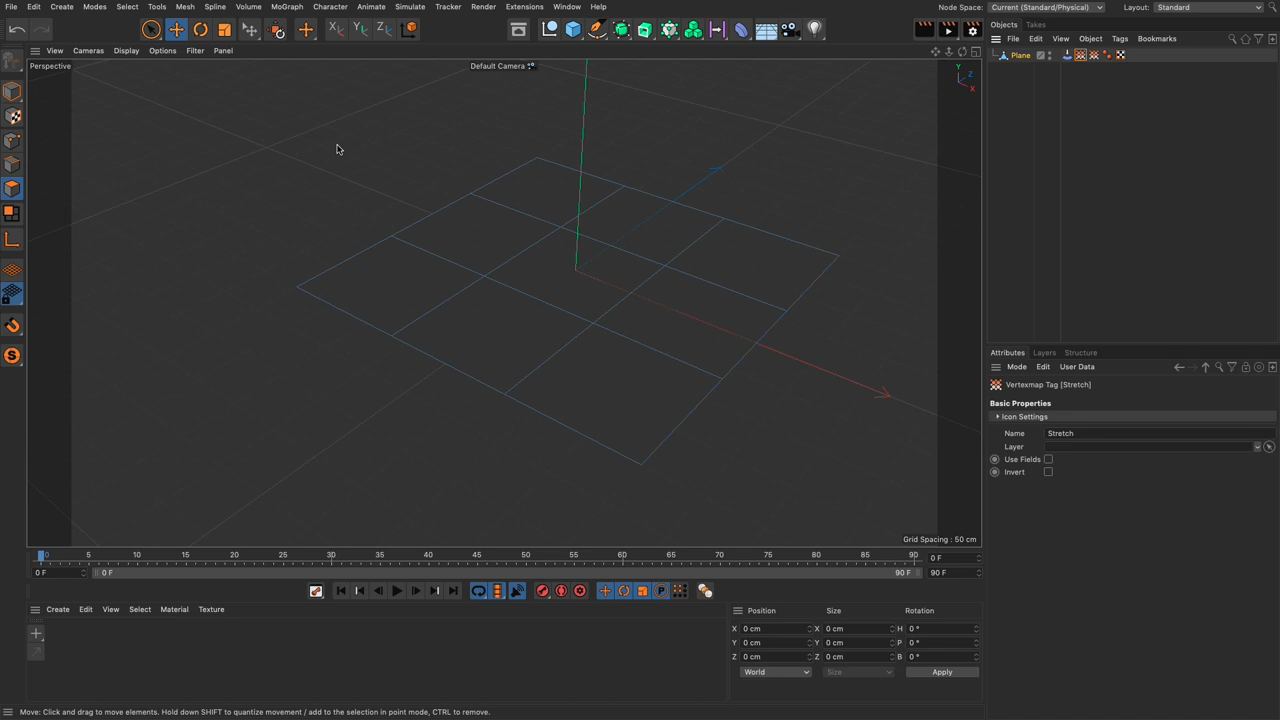 File Edit Create Modes Select Tools Mesh Spline Volume MoGraph Character Animate Simulate Tracker Render Extensions Window Help Node Space: Current (Standard/Physical) Layout: Standard
Objects Takes
File Edit View Object Tags Bookmarks
View Cameras Display Options Filter Panel
Plane
Perspective
Default Camera
Y
Z
X
Attributes Layers Structure
Mode Edit User Data
Vertexmap Tag [Stretch]
Basic Properties
Icon Settings
Name Stretch
Layer
Use Fields
Invert
Grid Spacing : 50 cm
0 5 10 15 20 25 30 35 40 45 50 55 60 65 70 75 80 85 90 0 F
0 F 0 F 90 F 90 F
Create Edit View Select Material Texture
Position Size Rotation
X 0 cm X 0 cm H 0 °
Y 0 cm Y 0 cm P 0 °
Z 0 cm Z 0 cm B 0 °
World Size Apply
Move: Click and drag to move elements. Hold down SHIFT to quantize movement / add to the selection in point mode, CTRL to remove.